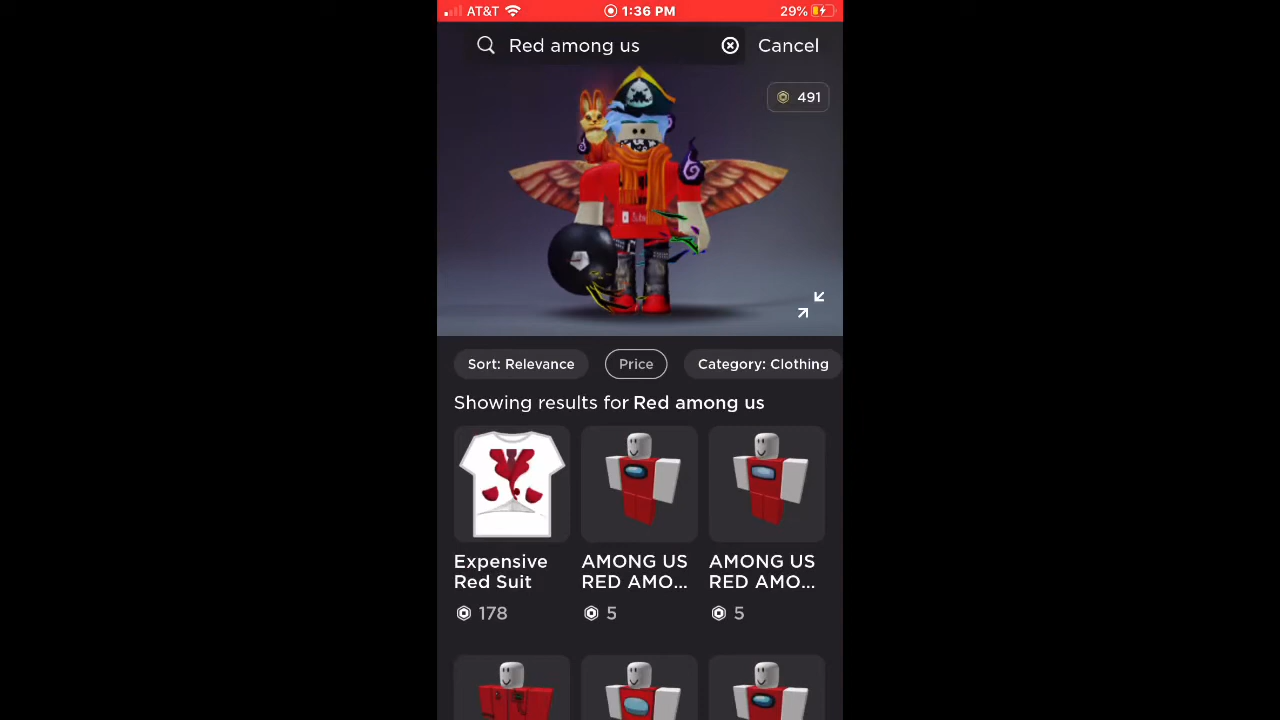 AT&T 1:36 PM 29%
Red among us Cancel
491
Sort: Relevance Price Category: Clothing
Showing results for Red among us
Expensive Red Suit
178
AMONG US RED AMO...
5
AMONG US RED AMO...
5